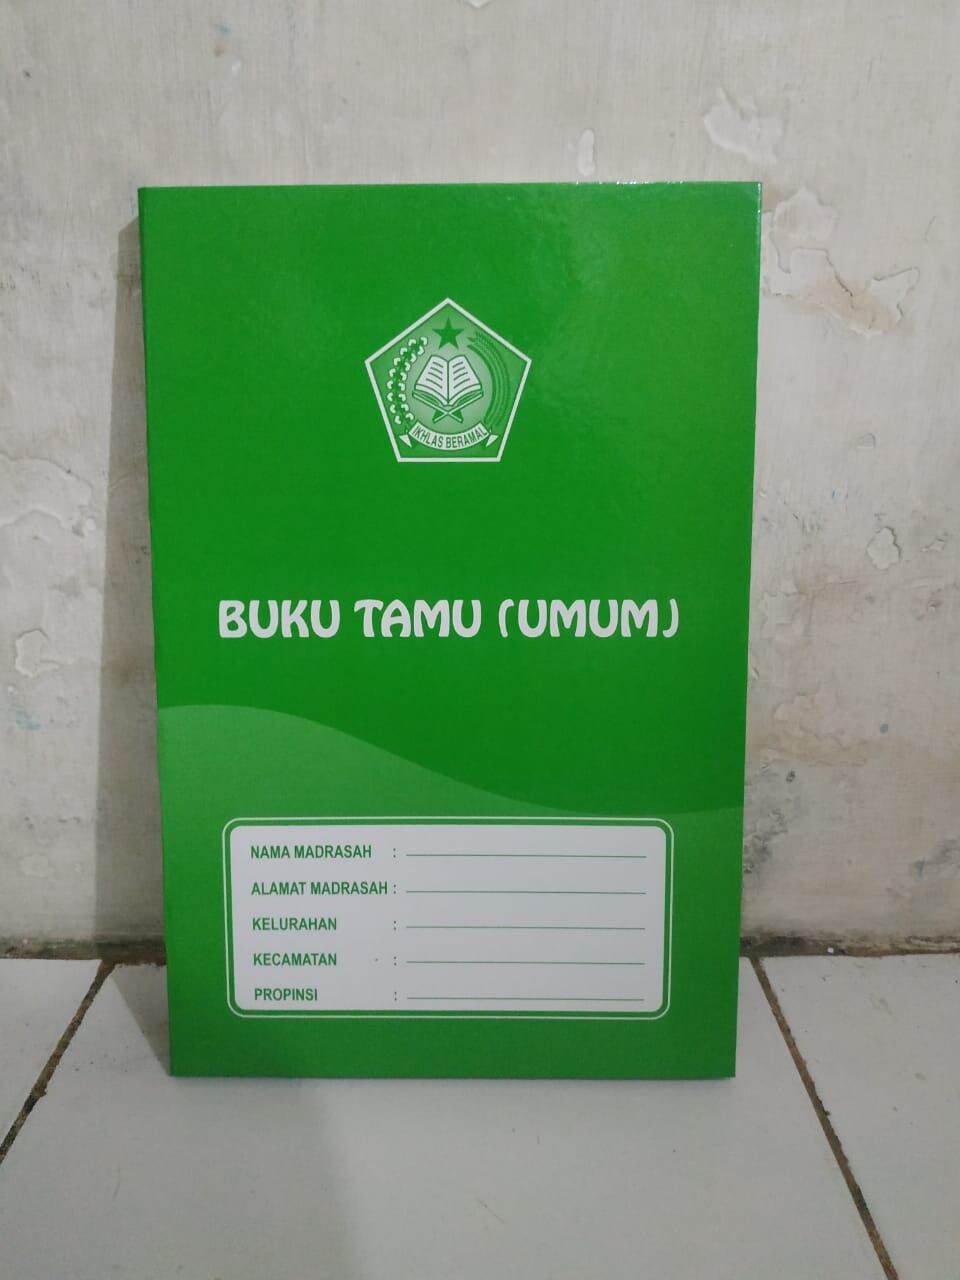 IKHLAS BERAMAL
BUKU TAMU (UMUM)
NAMA MADRASAH :
ALAMAT MADRASAH :
KELURAHAN :
KECAMATAN :
PROPINSI :